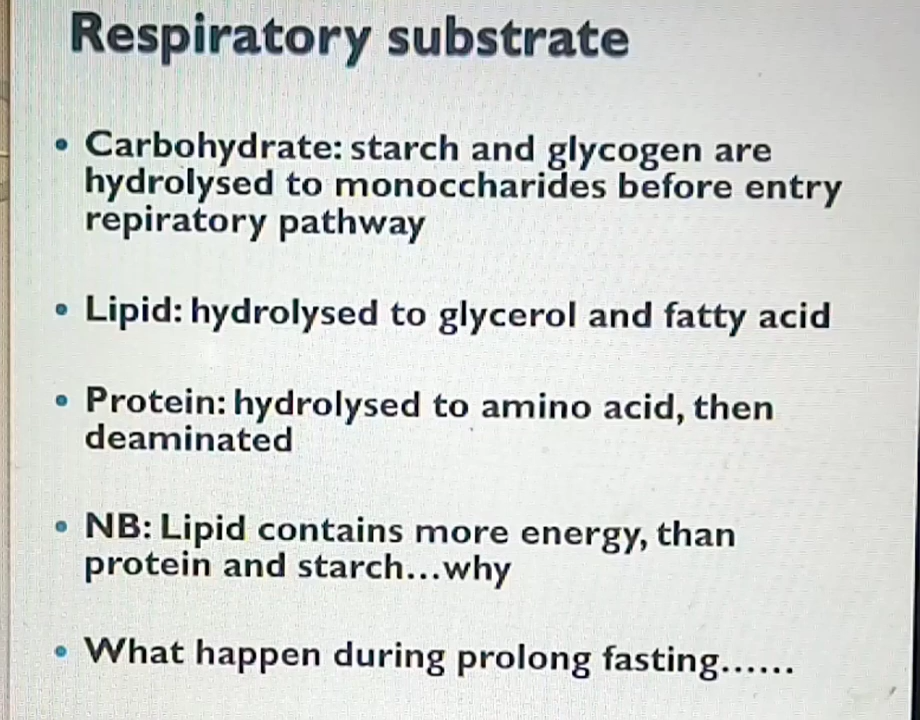 Respiratory substrate
• Carbohydrate: starch and glycogen are
hydrolysed to monoccharides before entry
repiratory pathway
• Lipid: hydrolysed to glycerol and fatty acid
• Protein: hydrolysed to amino acid, then
deaminated
• NB: Lipid contains more energy, than
protein and starch...why
• What happen during prolong fasting......